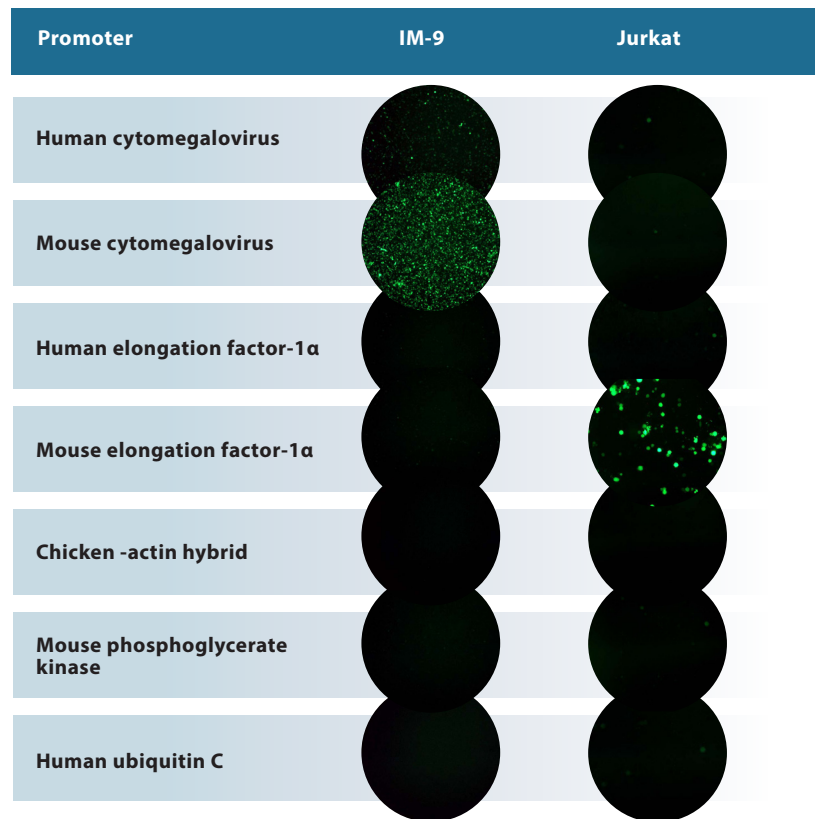 Promoter IM-9 Jurkat
Human cytomegalovirus
Mouse cytomegalovirus
Human elongation factor-1α
Mouse elongation factor-1α
Chicken -actin hybrid
Mouse phosphoglycerate
kinase
Human ubiquitin C